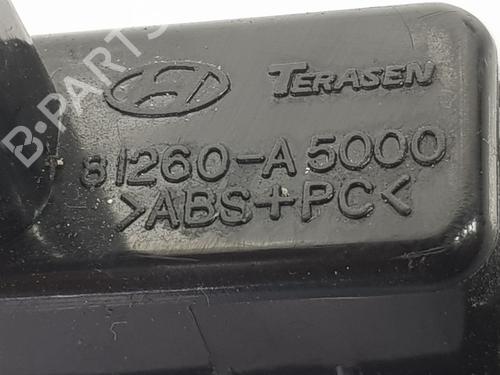 TERASEN
81260-A5000
>ABS+PC<
B-PARTS